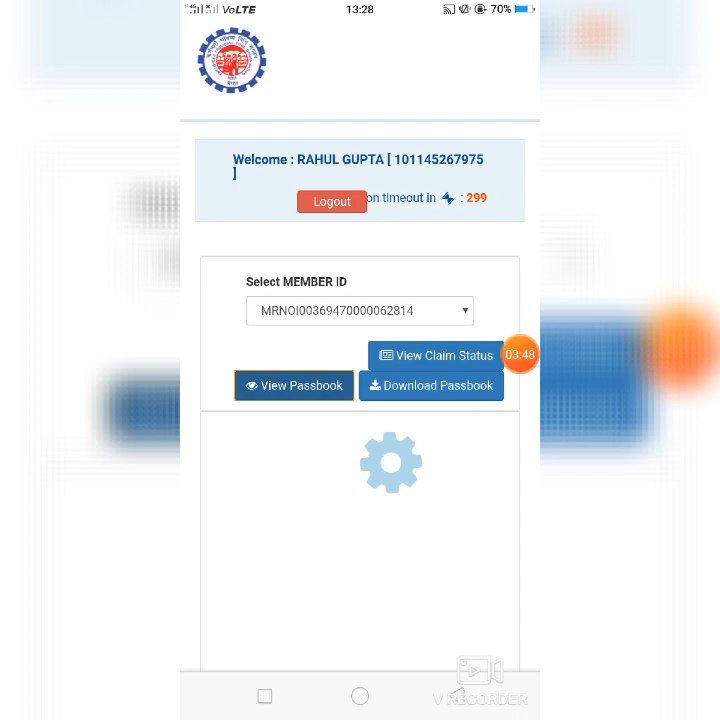 VoLTE 13:28 70%
Welcome : RAHUL GUPTA [ 101145267975
]
Logout on timeout in : 299
Select MEMBER ID
MRNOI00369470000062814
View Claim Status 03:48
View Passbook Download Passbook
V RECORDER